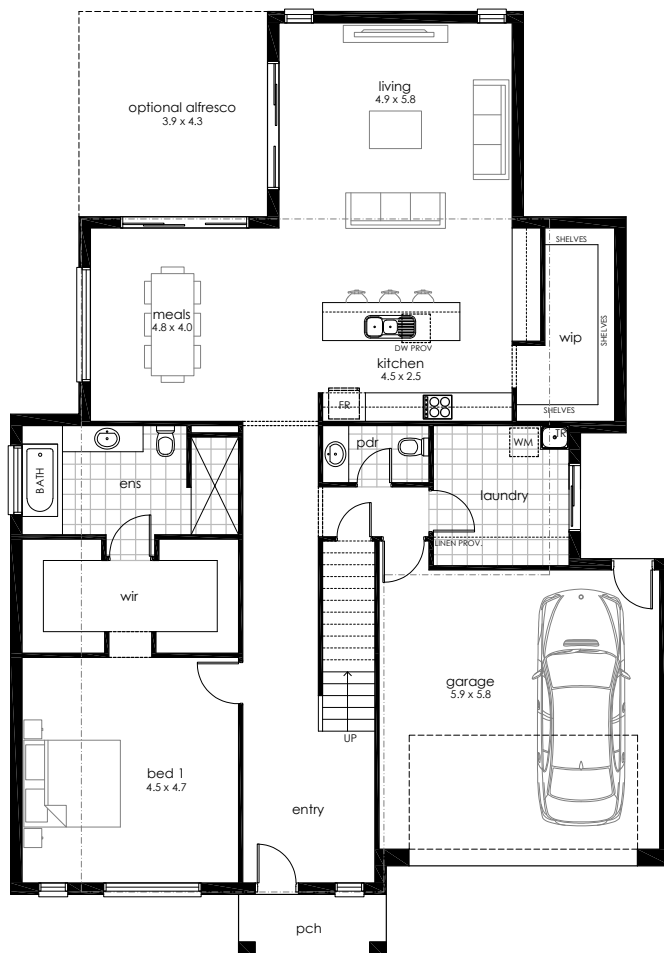 living
4.9 x 5.8
optional alfresco
3.9 x 4.3
SHELVES
meals
4.8 x 4.0
SHELVES
wip
DW PROV
kitchen
4.5 x 2.5
FR
SHELVES
pdr
WM
TR
BATH
ens
laundry
LINEN PROV.
wir
garage
5.9 x 5.8
UP
bed 1
4.5 x 4.7
entry
pch